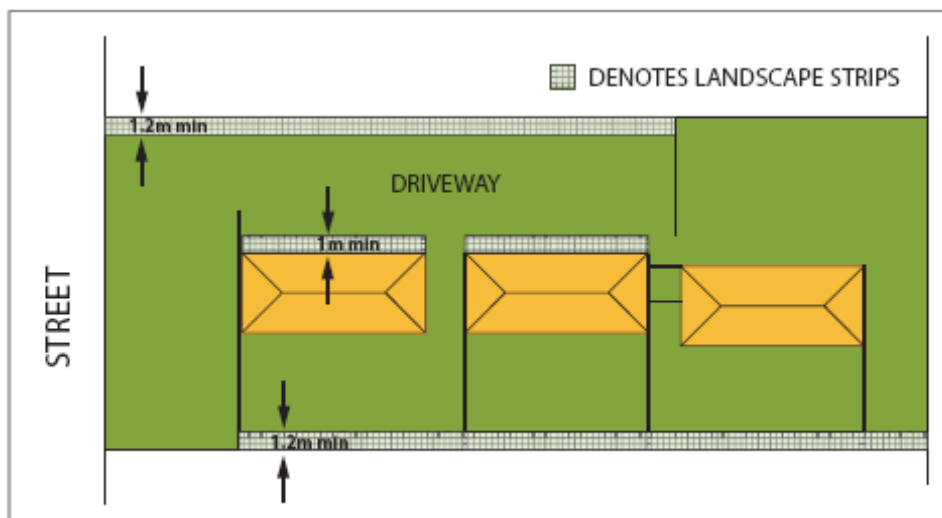 DENOTES LANDSCAPE STRIPS
1.2m min
DRIVEWAY
1m min
STREET
1.2m min